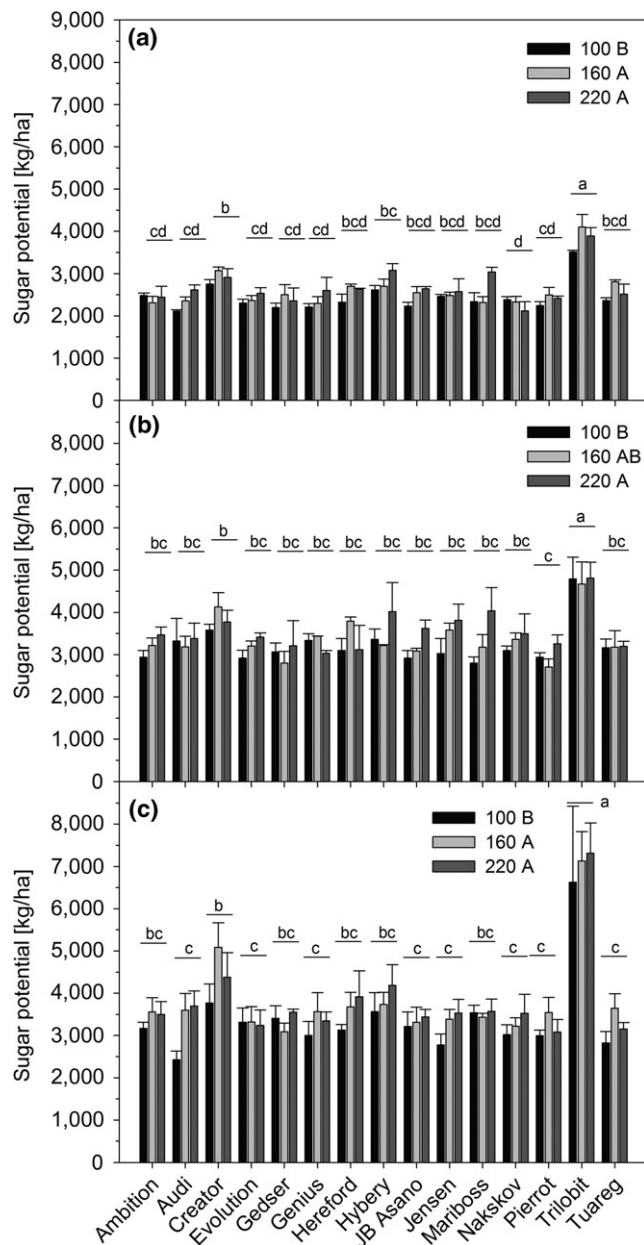 (a)
100 B
160 A
220 A
Sugar potential [kg/ha]
9,000
8,000
7,000
6,000
5,000
4,000
3,000
2,000
1,000
0
cd cd b cd cd cd bcd bc bcd bcd bcd d cd a bcd
(b)
100 B
160 AB
220 A
Sugar potential [kg/ha]
8,000
7,000
6,000
5,000
4,000
3,000
2,000
1,000
0
bc bc b bc bc bc bc bc bc bc bc bc c a bc
(c)
100 B
160 A
220 A
Sugar potential [kg/ha]
8,000
7,000
6,000
5,000
4,000
3,000
2,000
1,000
0
bc c b c bc c bc bc c c bc c c a c
Ambition
Audi
Creator
Evolution
Gedser
Genius
Hereford
Hybery
JB Asano
Jensen
Mariboss
Nakskov
Pierrot
Trilobit
Tuareg